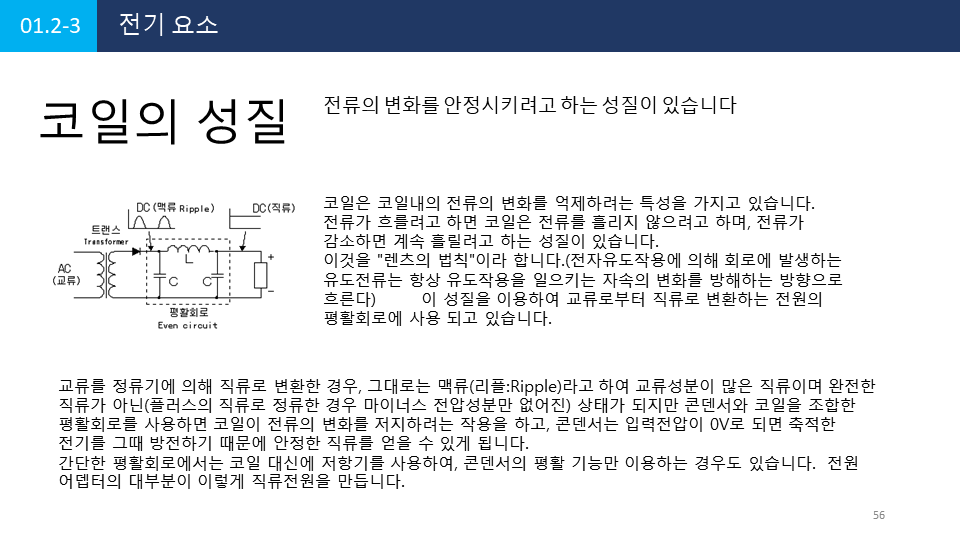 01.2-3 전기 요소
코일의 성질
전류의 변화를 안정시키려고 하는 성질이 있습니다
DC(맥류 Ripple)
DC(직류)
트랜스
Transformer
AC
(교류)
L
C
C
+
-
평활회로
Even circuit
코일은 코일내의 전류의 변화를 억제하려는 특성을 가지고 있습니다.
전류가 흐를려고 하면 코일은 전류를 흘리지 않으려고 하며, 전류가
감소하면 계속 흘릴려고 하는 성질이 있습니다.
이것을 "렌츠의 법칙"이라 합니다.(전자유도작용에 의해 회로에 발생하는
유도전류는 항상 유도작용을 일으키는 자속의 변화를 방해하는 방향으로
흐른다) 이 성질을 이용하여 교류로부터 직류로 변환하는 전원의
평활회로에 사용 되고 있습니다.
교류를 정류기에 의해 직류로 변환한 경우, 그대로는 맥류(리플:Ripple)라고 하여 교류성분이 많은 직류이며 완전한
직류가 아닌(플러스의 직류로 정류한 경우 마이너스 전압성분만 없어진) 상태가 되지만 콘덴서와 코일을 조합한
평활회로를 사용하면 코일이 전류의 변화를 저지하려는 작용을 하고, 콘덴서는 입력전압이 0V로 되면 축적한
전기를 그때 방전하기 때문에 안정한 직류를 얻을 수 있게 됩니다.
간단한 평활회로에서는 코일 대신에 저항기를 사용하여, 콘덴서의 평활 기능만 이용하는 경우도 있습니다. 전원
어뎁터의 대부분이 이렇게 직류전원을 만듭니다.
56